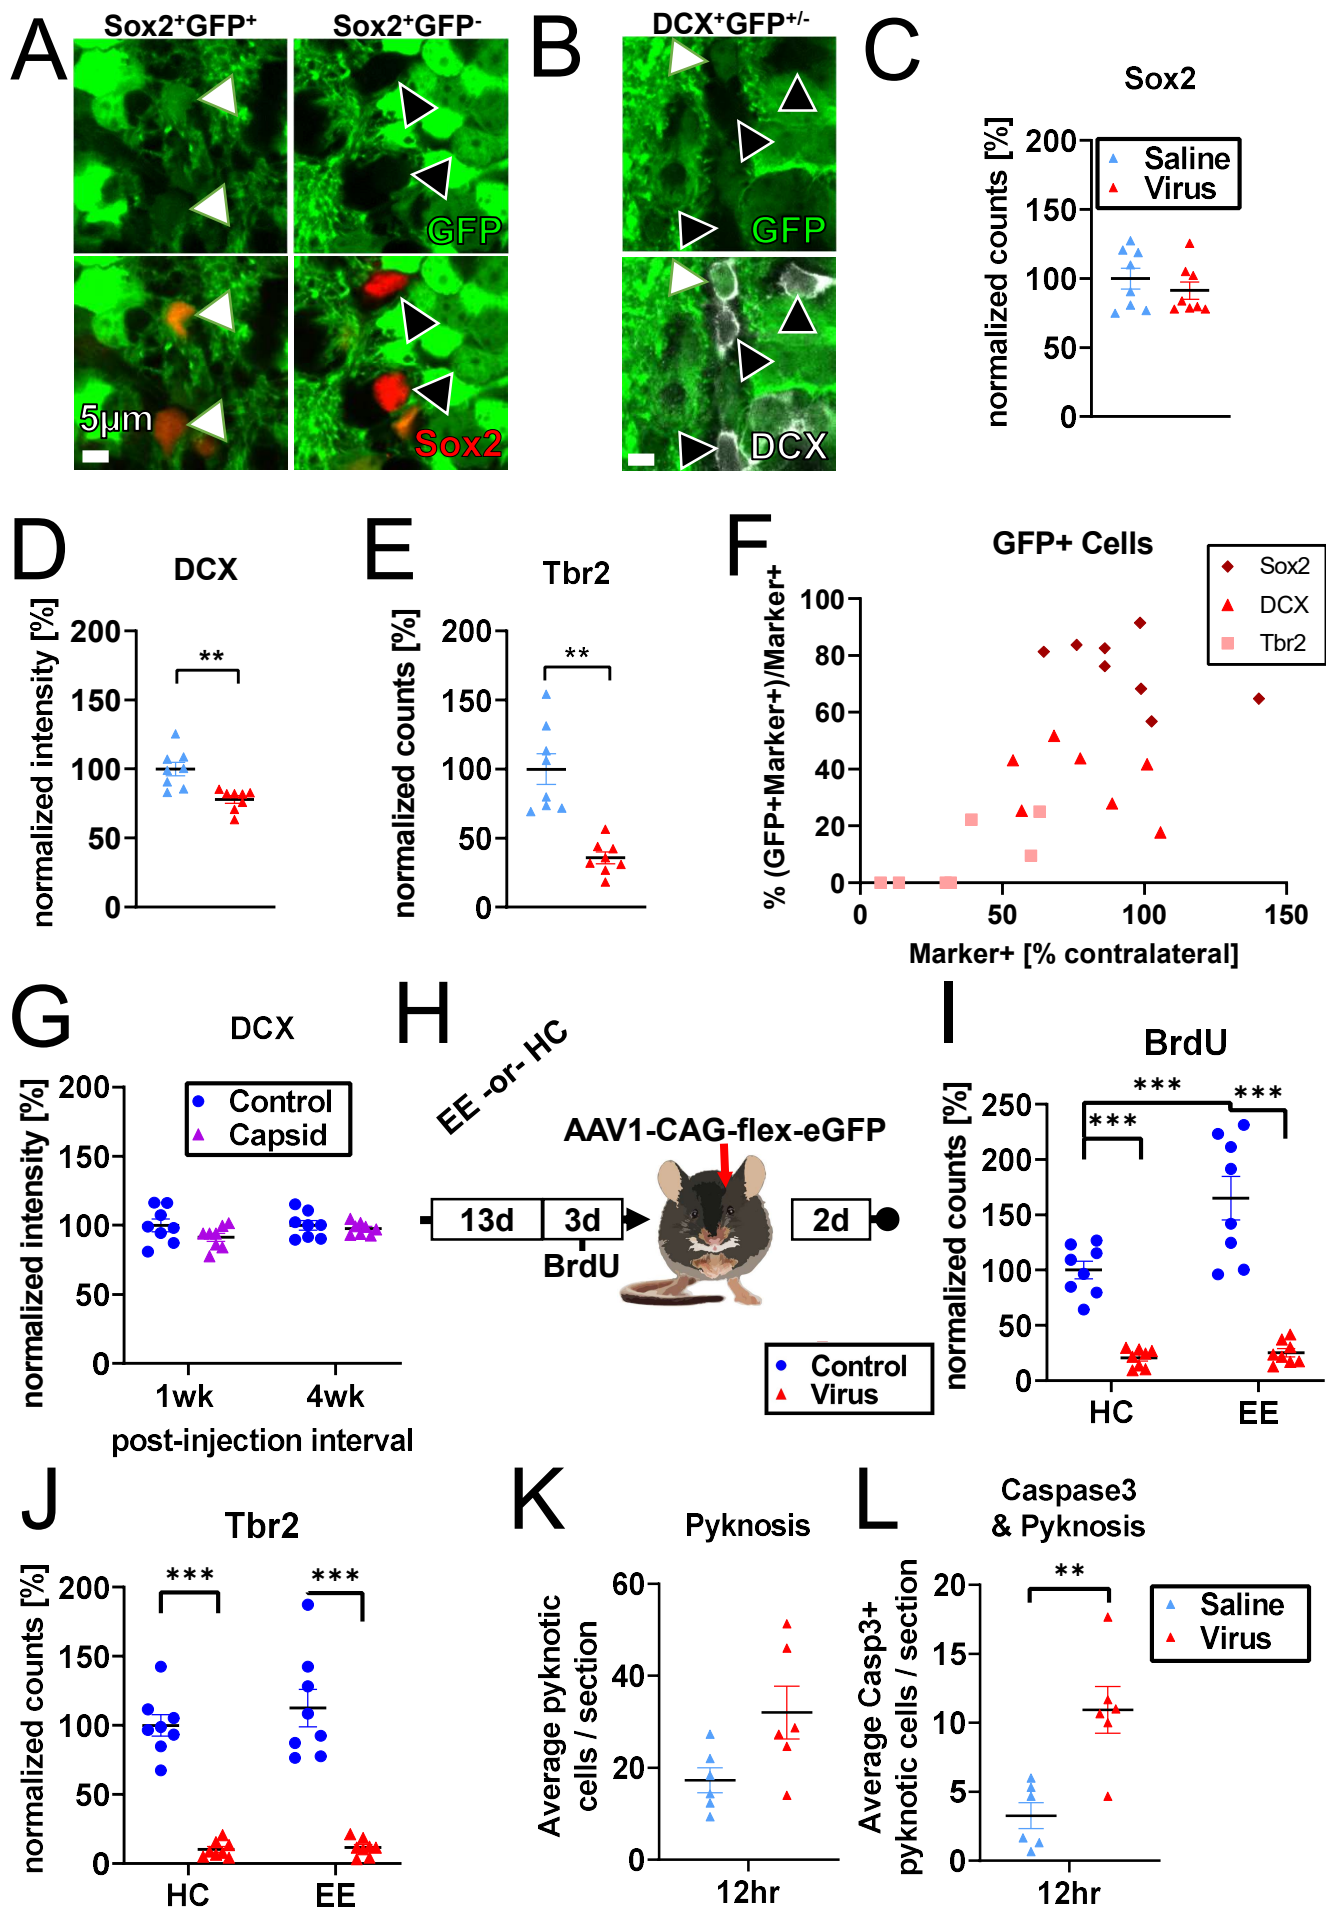 A
Sox2+GFP+
Sox2+GFP-
GFP
5µm
Sox2
B
DCX+GFP+/-
GFP
DCX
C
Sox2
normalized counts [%]
200
150
100
50
0
Saline
Virus
D
DCX
normalized intensity [%]
200
150
100
50
0
**
E
Tbr2
normalized counts [%]
200
150
100
50
0
**
F
GFP+ Cells
% (GFP+Marker+)/Marker+
100
80
60
40
20
0
0
50
100
150
Marker+ [% contralateral]
Sox2
DCX
Tbr2
G
DCX
normalized intensity [%]
200
150
100
50
0
Control
Capsid
1wk
4wk
post-injection interval
H
EE -or- HC
AAV1-CAG-flex-eGFP
13d
3d
2d
BrdU
Control
Virus
I
BrdU
normalized counts [%]
250
200
150
100
50
0
***
***
***
HC
EE
J
Tbr2
normalized counts [%]
200
150
100
50
0
***
***
HC
EE
K
Pyknosis
Average pyknotic
cells / section
60
40
20
0
12hr
L
Caspase3
& Pyknosis
Average Casp3+
pyknotic cells / section
20
15
10
5
0
**
12hr
Saline
Virus